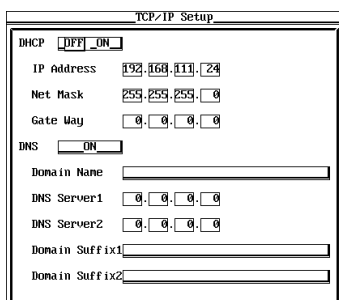 TCP/IP Setup
DHCP OFF ON
IP Address 192.168.111. 24
Net Mask 255.255.255. 0
Gate Way 0. 0. 0. 0
DNS ON
Domain Name
DNS Server1 0. 0. 0. 0
DNS Server2 0. 0. 0. 0
Domain Suffix1
Domain Suffix2